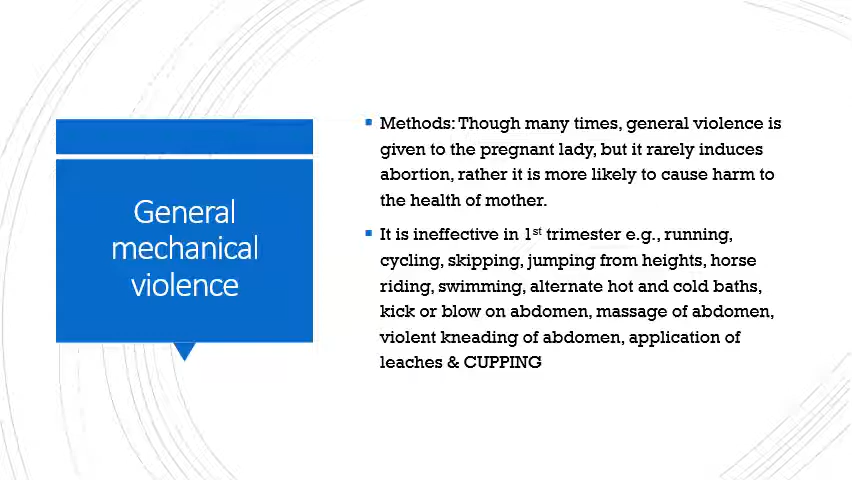 General
mechanical
violence
Methods: Though many times, general violence is
given to the pregnant lady, but it rarely induces
abortion, rather it is more likely to cause harm to
the health of mother.
It is ineffective in 1st trimester e.g., running,
cycling, skipping, jumping from heights, horse
riding, swimming, alternate hot and cold baths,
kick or blow on abdomen, massage of abdomen,
violent kneading of abdomen, application of
leaches & CUPPING